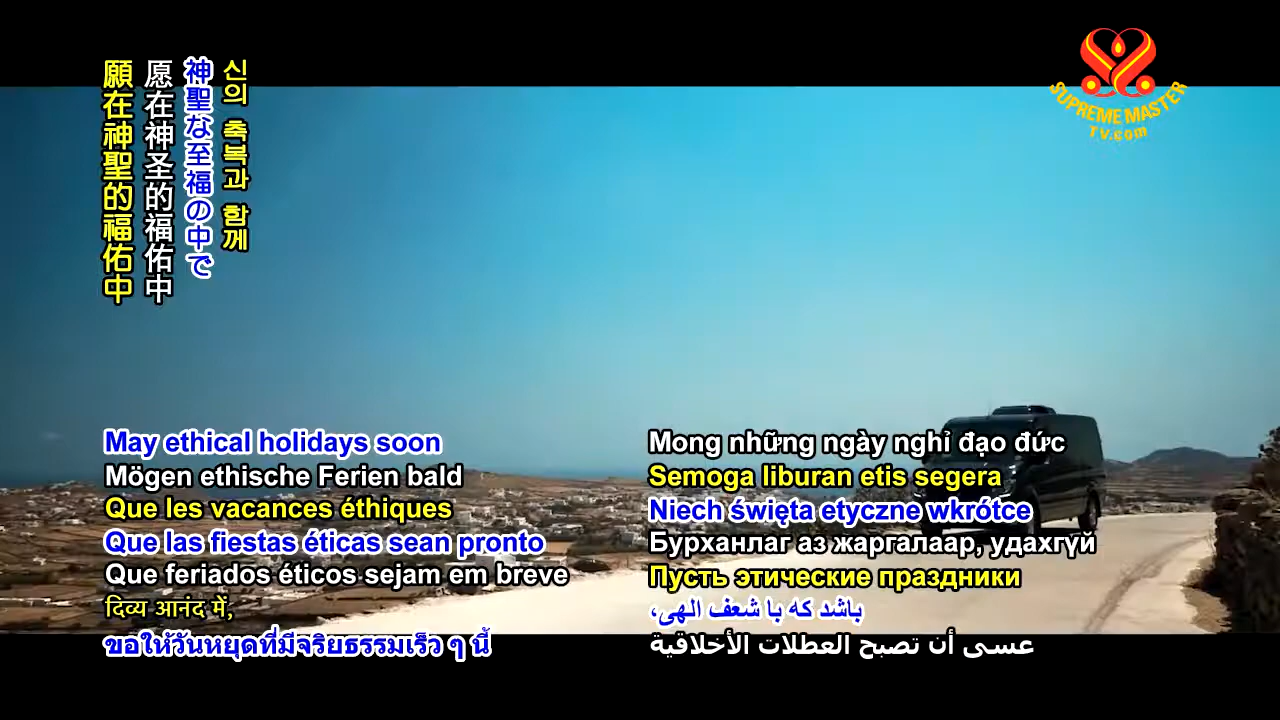 願在神聖的福佑中
愿在神圣的福佑中
神聖な至福の中で
신의 축복과 함께
SUPREME MASTER
TV.com
May ethical holidays soon
Mögen ethische Ferien bald
Que les vacances éthiques
Que las fiestas éticas sean pronto
Que feriados éticos sejam em breve
दिव्य आनंद में,
ขอให้วันหยุดที่มีจริยธรรมเร็ว ๆ นี้
Mong những ngày nghỉ đạo đức
Semoga liburan etis segera
Niech święta etyczne wkrótce
Бурханлаг аз жаргалаар, удахгүй
Пусть этические праздники
باشد که با شعف الهی،
عسى أن تصبح العطلات الأخلاقية